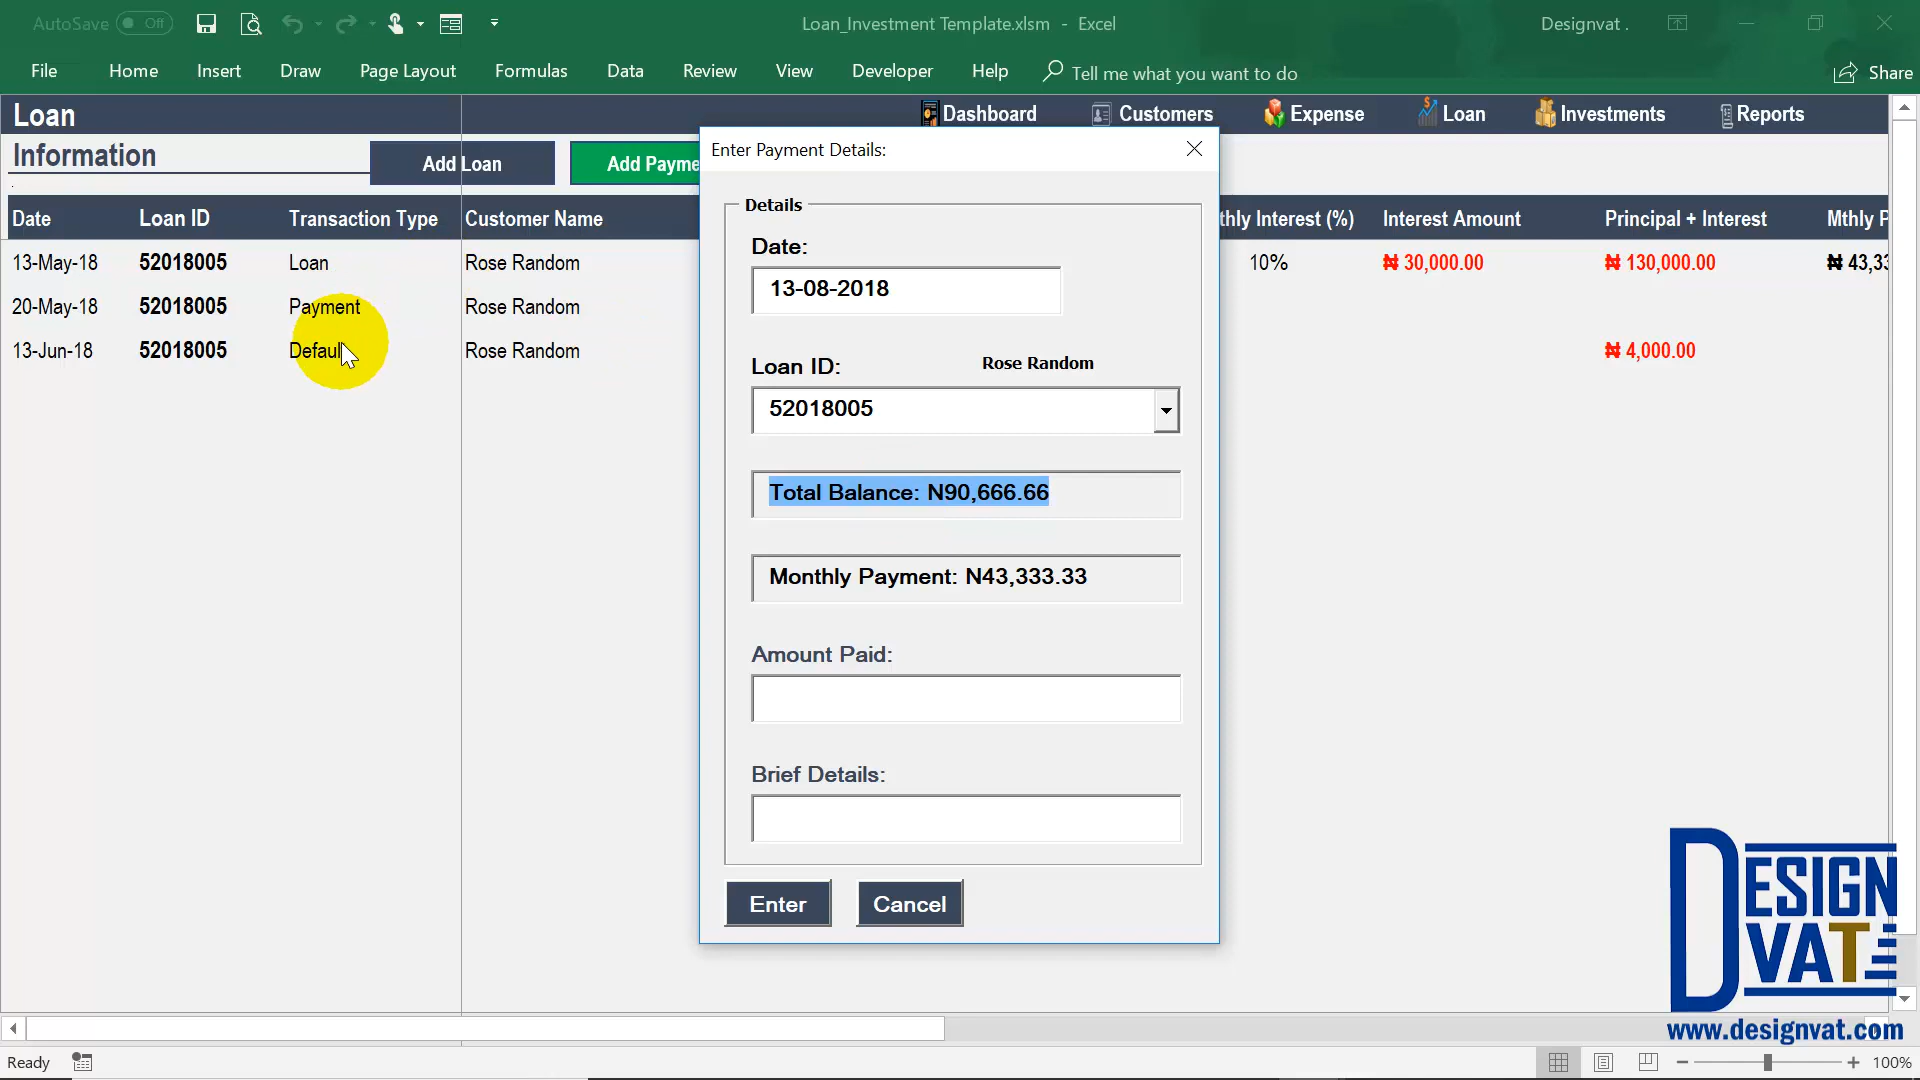 AutoSave Off
Loan_Investment Template.xlsm - Excel
Designvat .
File Home Insert Draw Page Layout Formulas Data Review View Developer Help Tell me what you want to do Share
Loan
Dashboard Customers Expense Loan Investments Reports
Information
Add Loan Add Payme
Date Loan ID Transaction Type Customer Name thly Interest (%) Interest Amount Principal + Interest Mthly P
13-May-18 52018005 Loan Rose Random 10% ₦ 30,000.00 ₦ 130,000.00 ₦ 43,33
20-May-18 52018005 Payment Rose Random
13-Jun-18 52018005 Default Rose Random ₦ 4,000.00
Enter Payment Details:
Details
Date:
13-08-2018
Loan ID: Rose Random
52018005
Total Balance: N90,666.66
Monthly Payment: N43,333.33
Amount Paid:
Brief Details:
Enter Cancel
DESIGN
VAT
www.designvat.com
Ready
100%